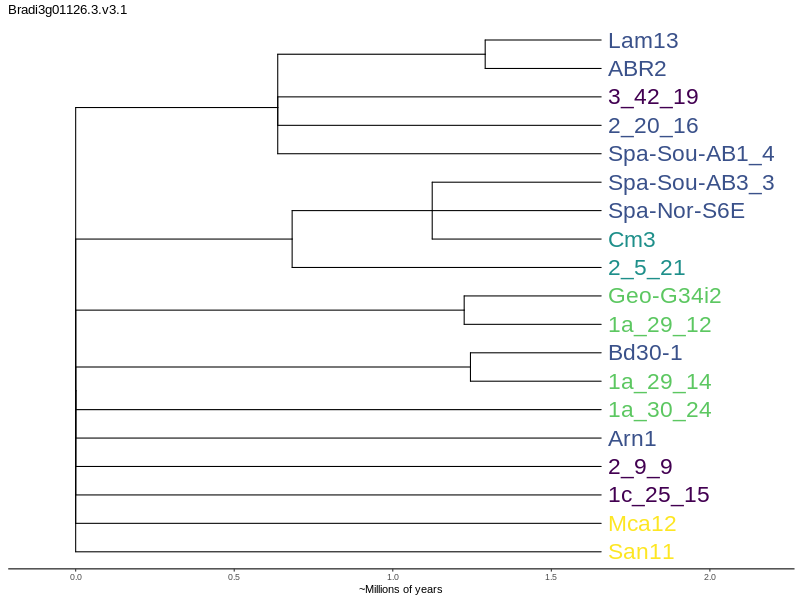 Bradi3g01126.3.v3.1
Lam13
ABR2
3_42_19
2_20_16
Spa-Sou-AB1_4
Spa-Sou-AB3_3
Spa-Nor-S6E
Cm3
2_5_21
Geo-G34i2
1a_29_12
Bd30-1
1a_29_14
1a_30_24
Arn1
2_9_9
1c_25_15
Mca12
San11
0.0 0.5 1.0 1.5 2.0
~Millions of years